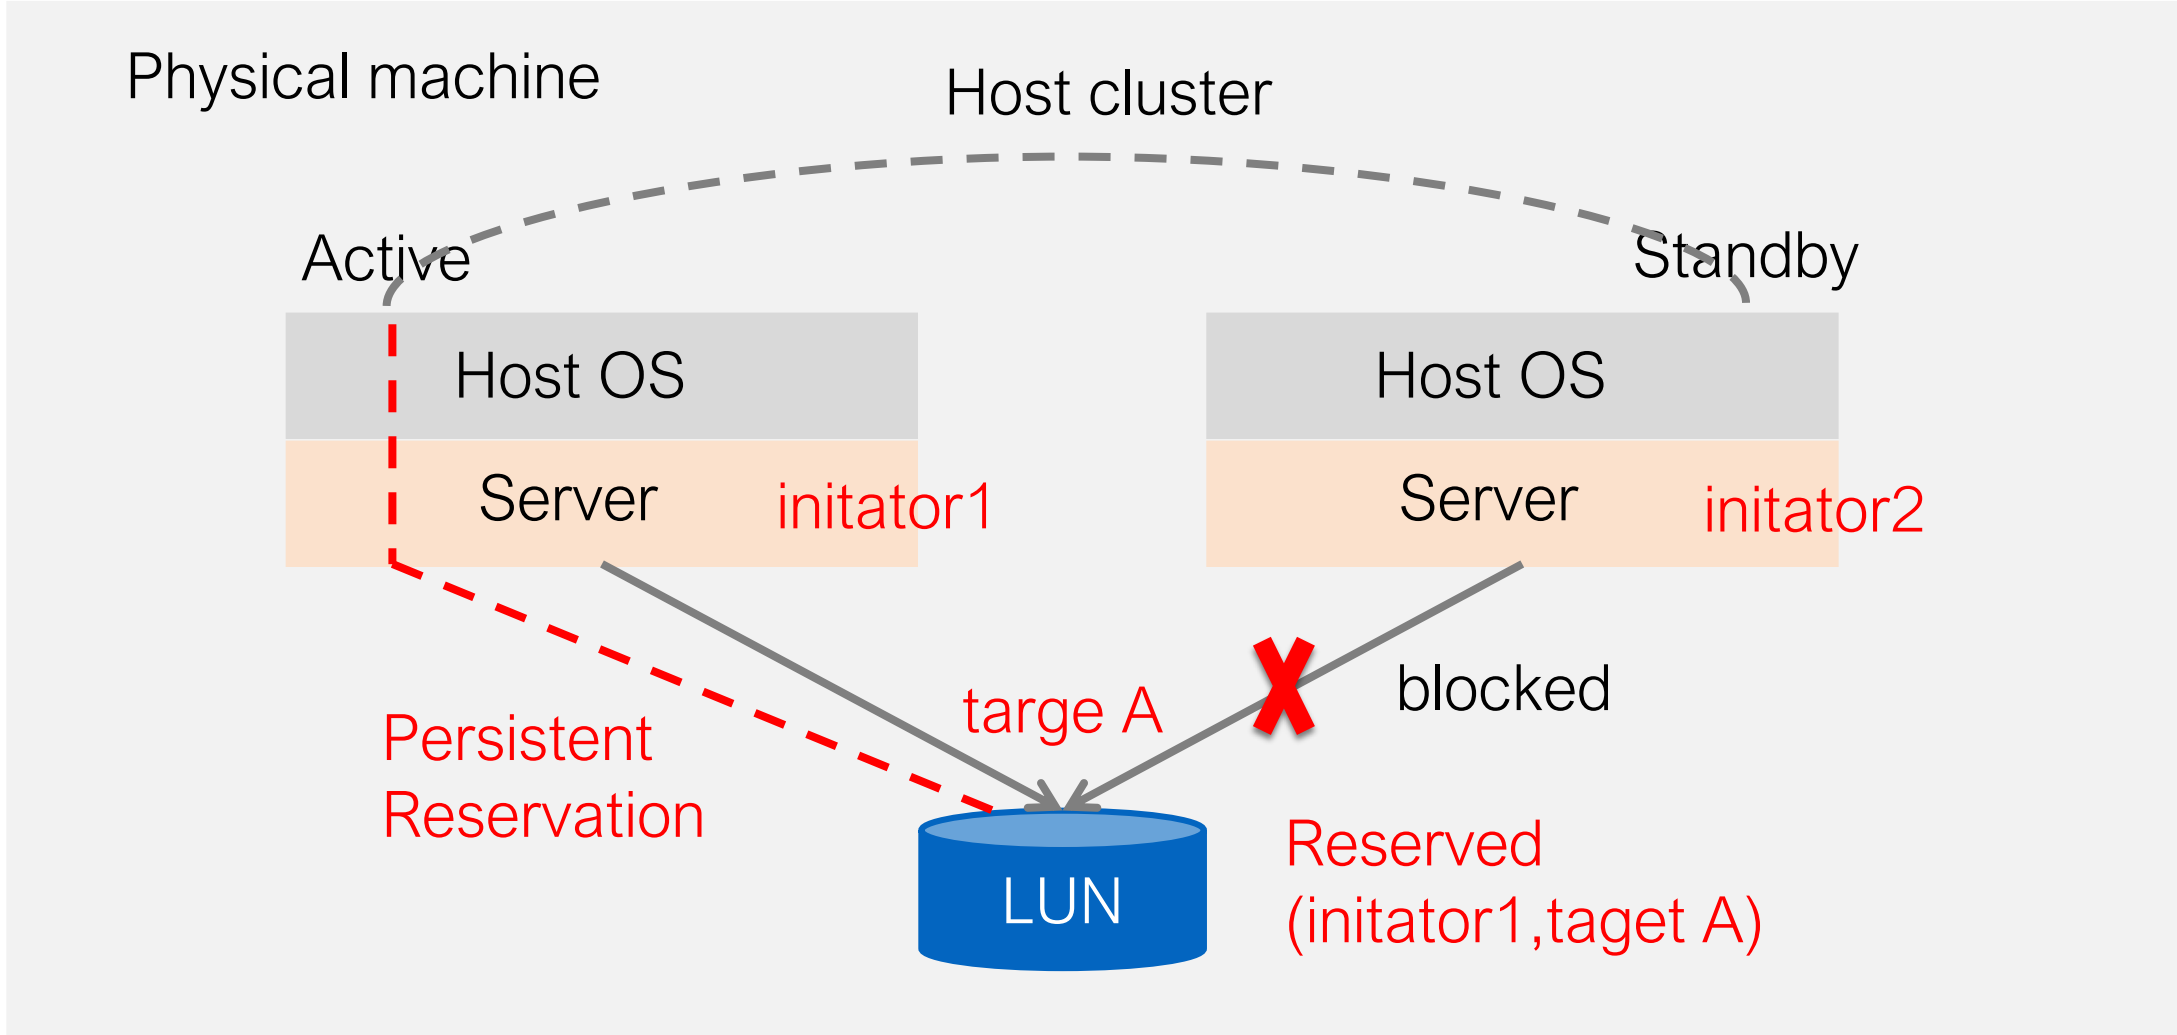 Physical machine
Host cluster
Active
Standby
Host OS
Host OS
Server
initator1
Server
initator2
targe A
blocked
Persistent
Reservation
LUN
Reserved
(initator1,taget A)